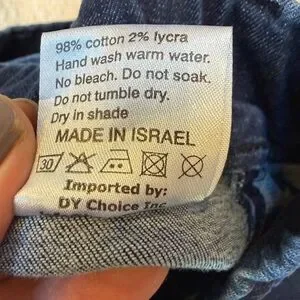 98% cotton 2% lycra
Hand wash warm water.
No bleach. Do not soak.
Do not tumble dry.
Dry in shade
MADE IN ISRAEL
30
Imported by:
DY Choice Inc